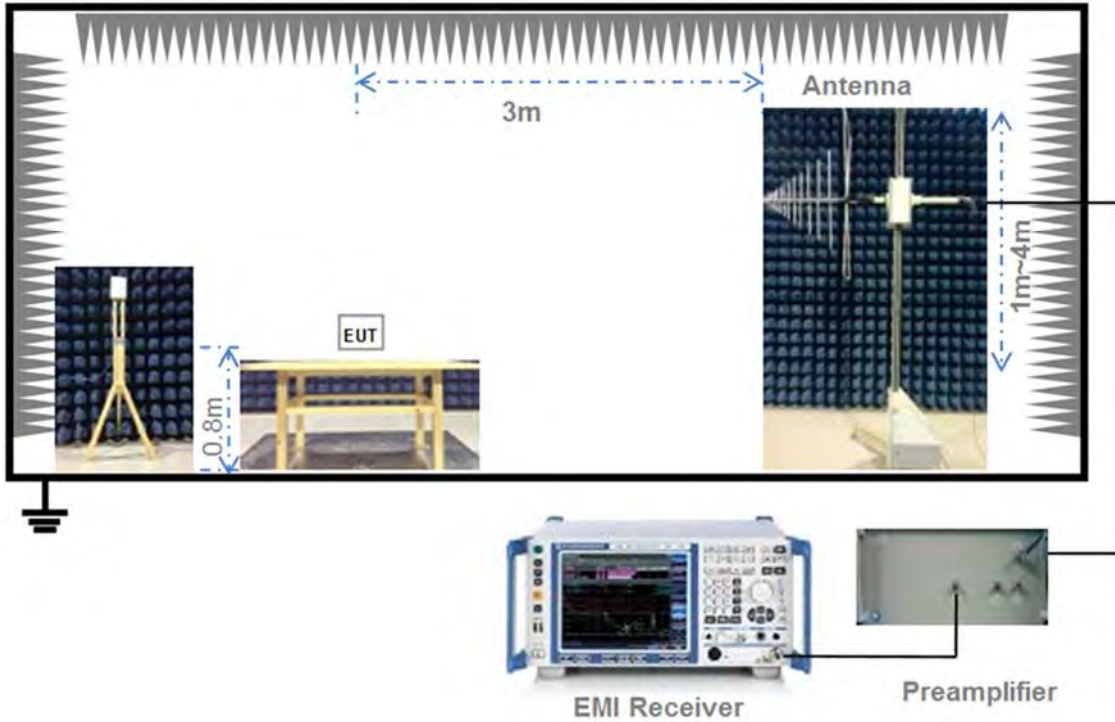 Antenna
3m
1m~4m
EUT
0.8m
EMI Receiver
Preamplifier